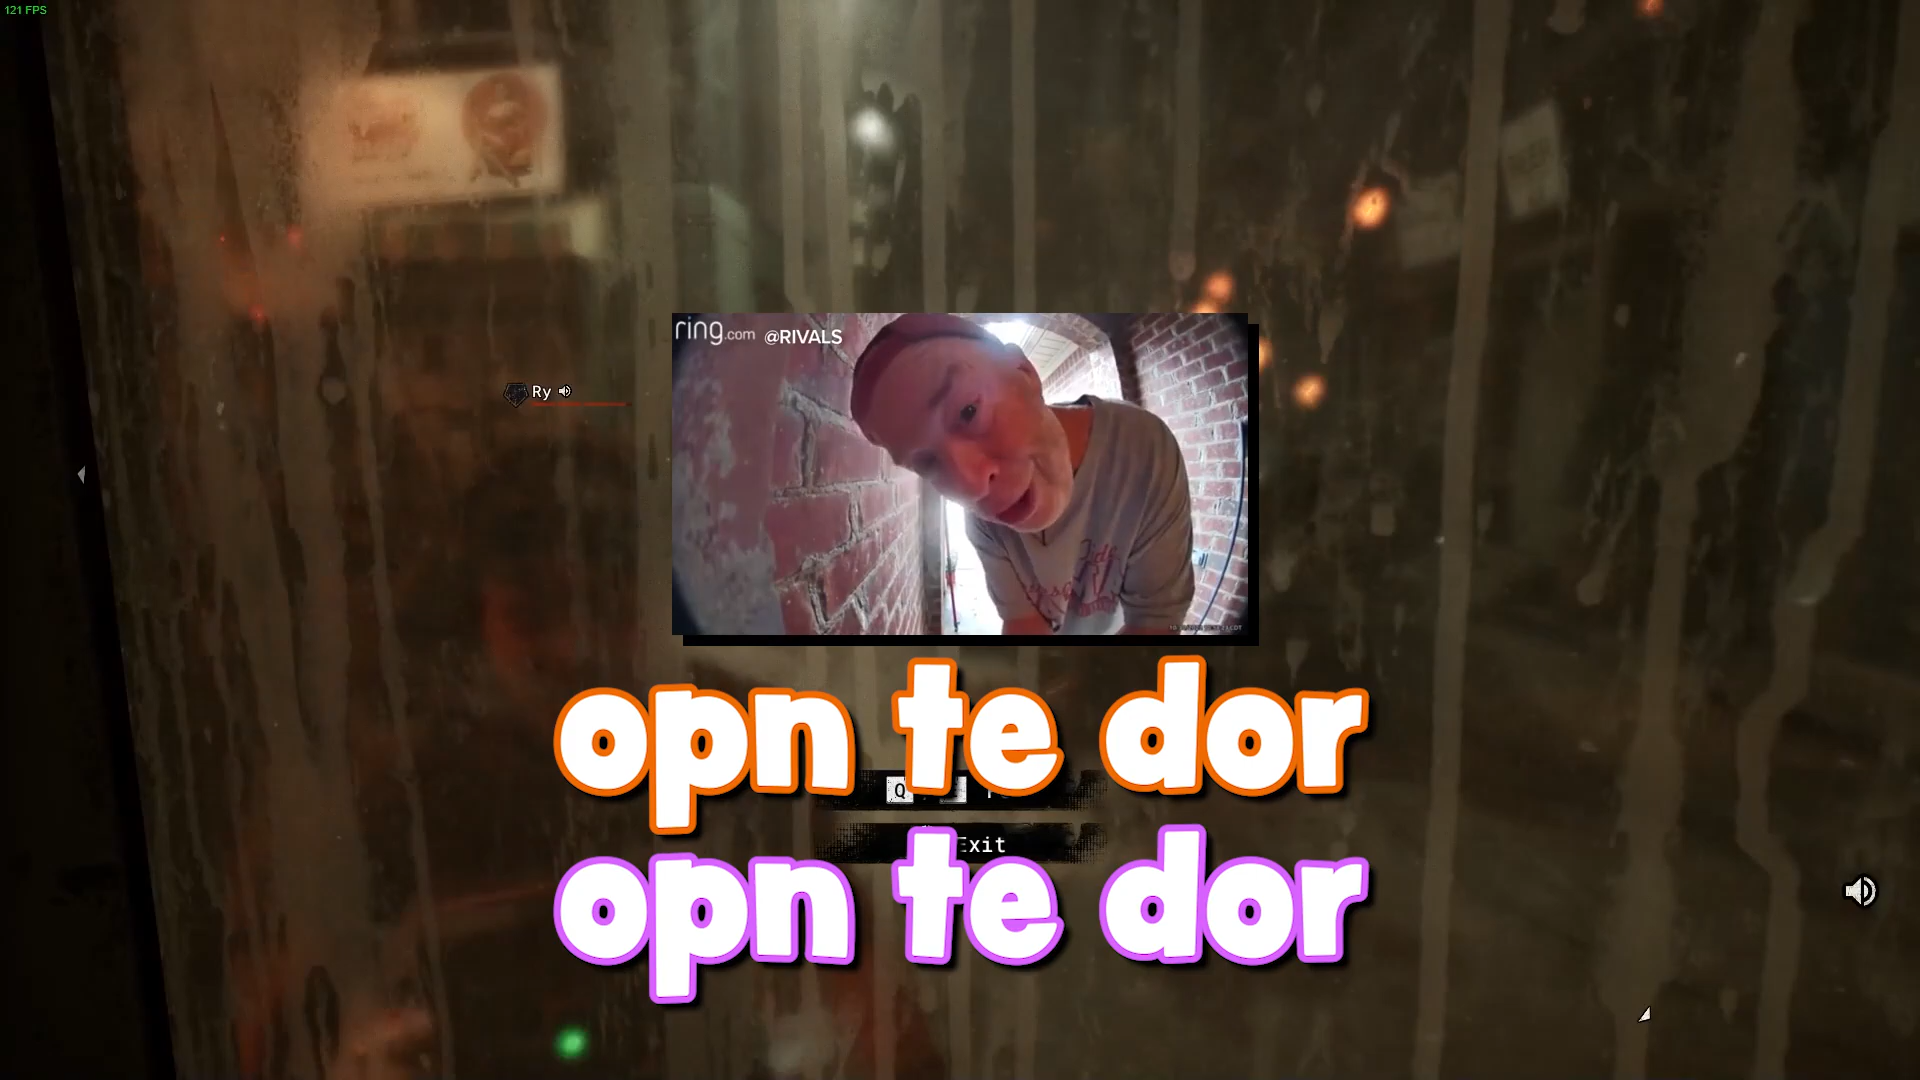 121 FPS
ring.com @RIVALS
Ry
opn te dor
Q
Exit
opn te dor